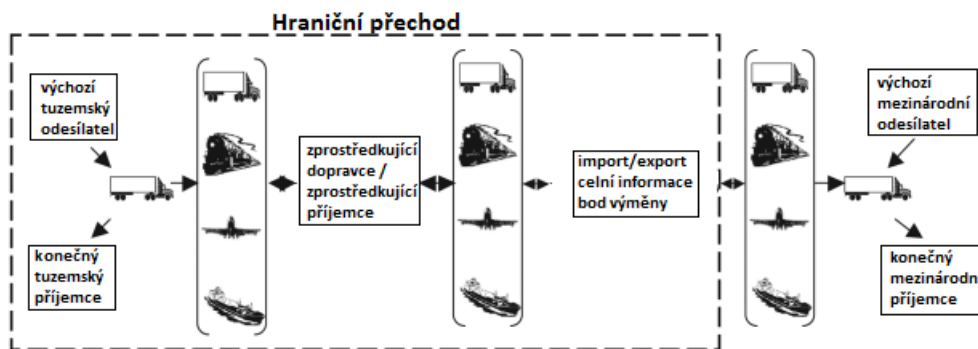 Hraniční přechod
výchozí
tuzemský
odesílatel
konečný
tuzemský
příjemce
zprostředkující
dopravce /
zprostředkující
příjemce
import/export
celní informace
bod výměny
výchozí
mezinárodní
odesílatel
konečný
mezinárodn
příjemce